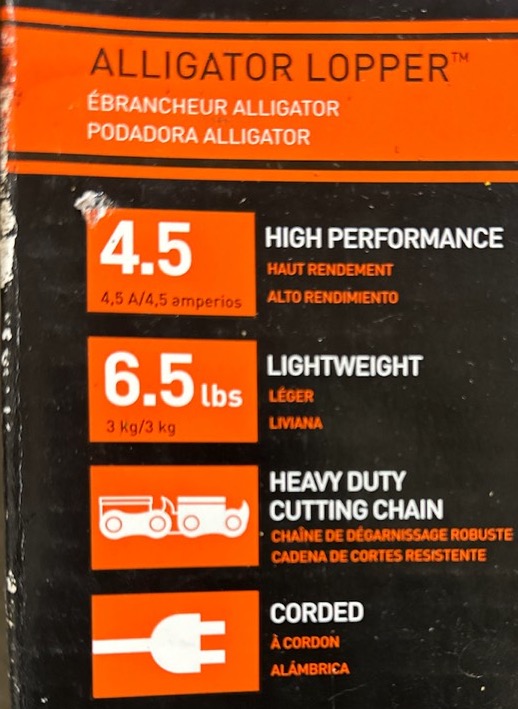 ALLIGATOR LOPPER™
ÉBRANCHEUR ALLIGATOR
PODADORA ALLIGATOR
4.5
4,5 A/4,5 amperios
HIGH PERFORMANCE
HAUT RENDEMENT
ALTO RENDIMIENTO
6.5 lbs
3 kg/3 kg
LIGHTWEIGHT
LÉGER
LIVIANA
HEAVY DUTY
CUTTING CHAIN
CHAÎNE DE DÉGARNISSAGE ROBUSTE
CADENA DE CORTES RESISTENTE
CORDED
À CORDON
ALÁMBRICA